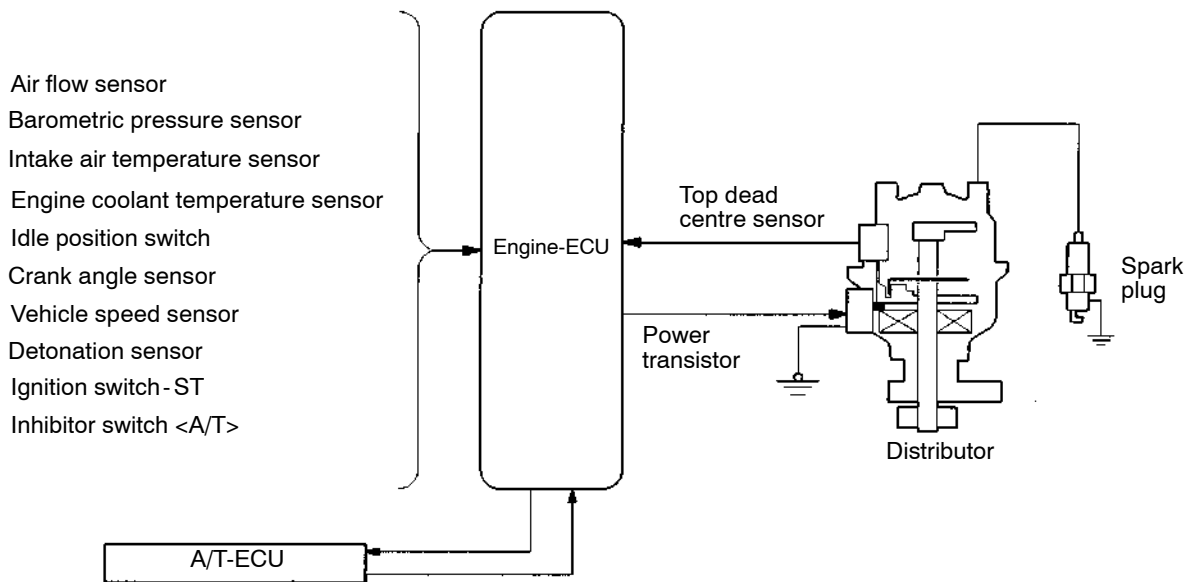 Air flow sensor
Barometric pressure sensor
Intake air temperature sensor
Engine coolant temperature sensor
Idle position switch
Crank angle sensor
Vehicle speed sensor
Detonation sensor
Ignition switch-ST
Inhibitor switch <A/T>
Engine-ECU
Top dead
centre sensor
Power
transistor
Spark
plug
Distributor
A/T-ECU